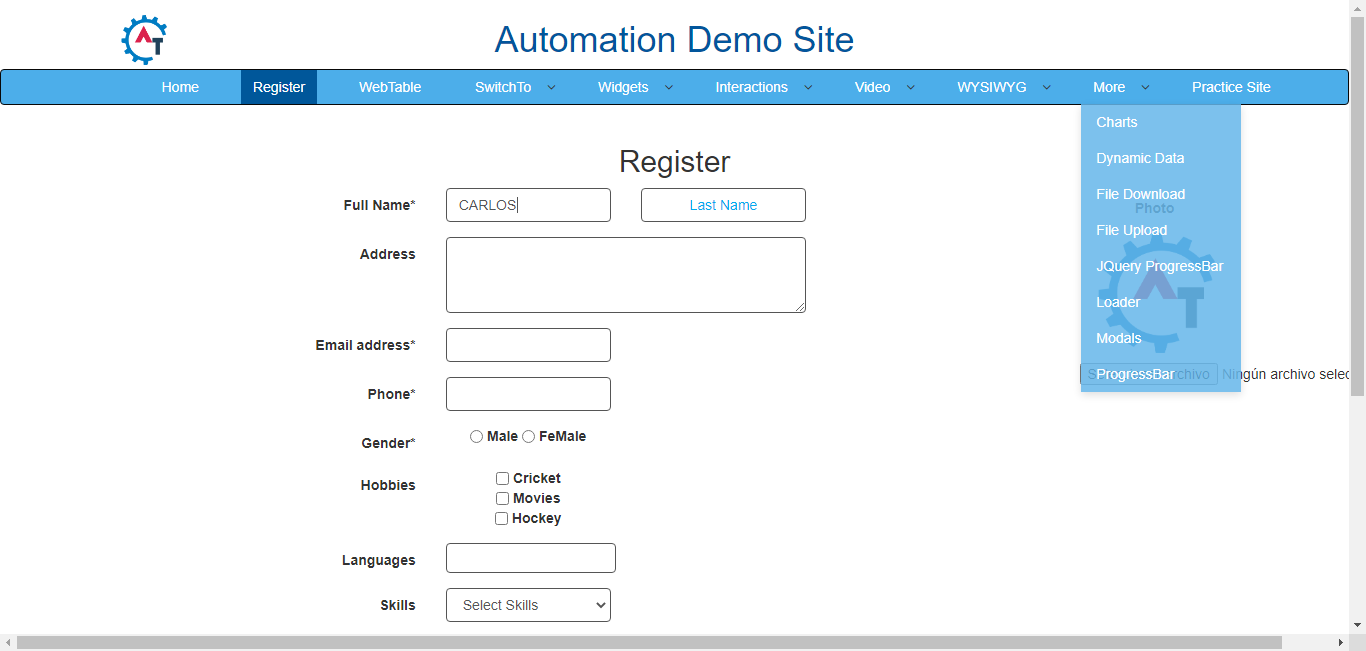 Automation Demo Site
Home Register WebTable SwitchTo Widgets Interactions Video WYSIWYG More Practice Site
Charts
Dynamic Data
File Download
File Upload
JQuery ProgressBar
Loader
Modals
ProgressBar
Register
Full Name* CARLOS Last Name
Photo
Address
Email address*
Phone*
chivo Ningún archivo selec
Gender* Male FeMale
Hobbies Cricket
Movies
Hockey
Languages
Skills Select Skills